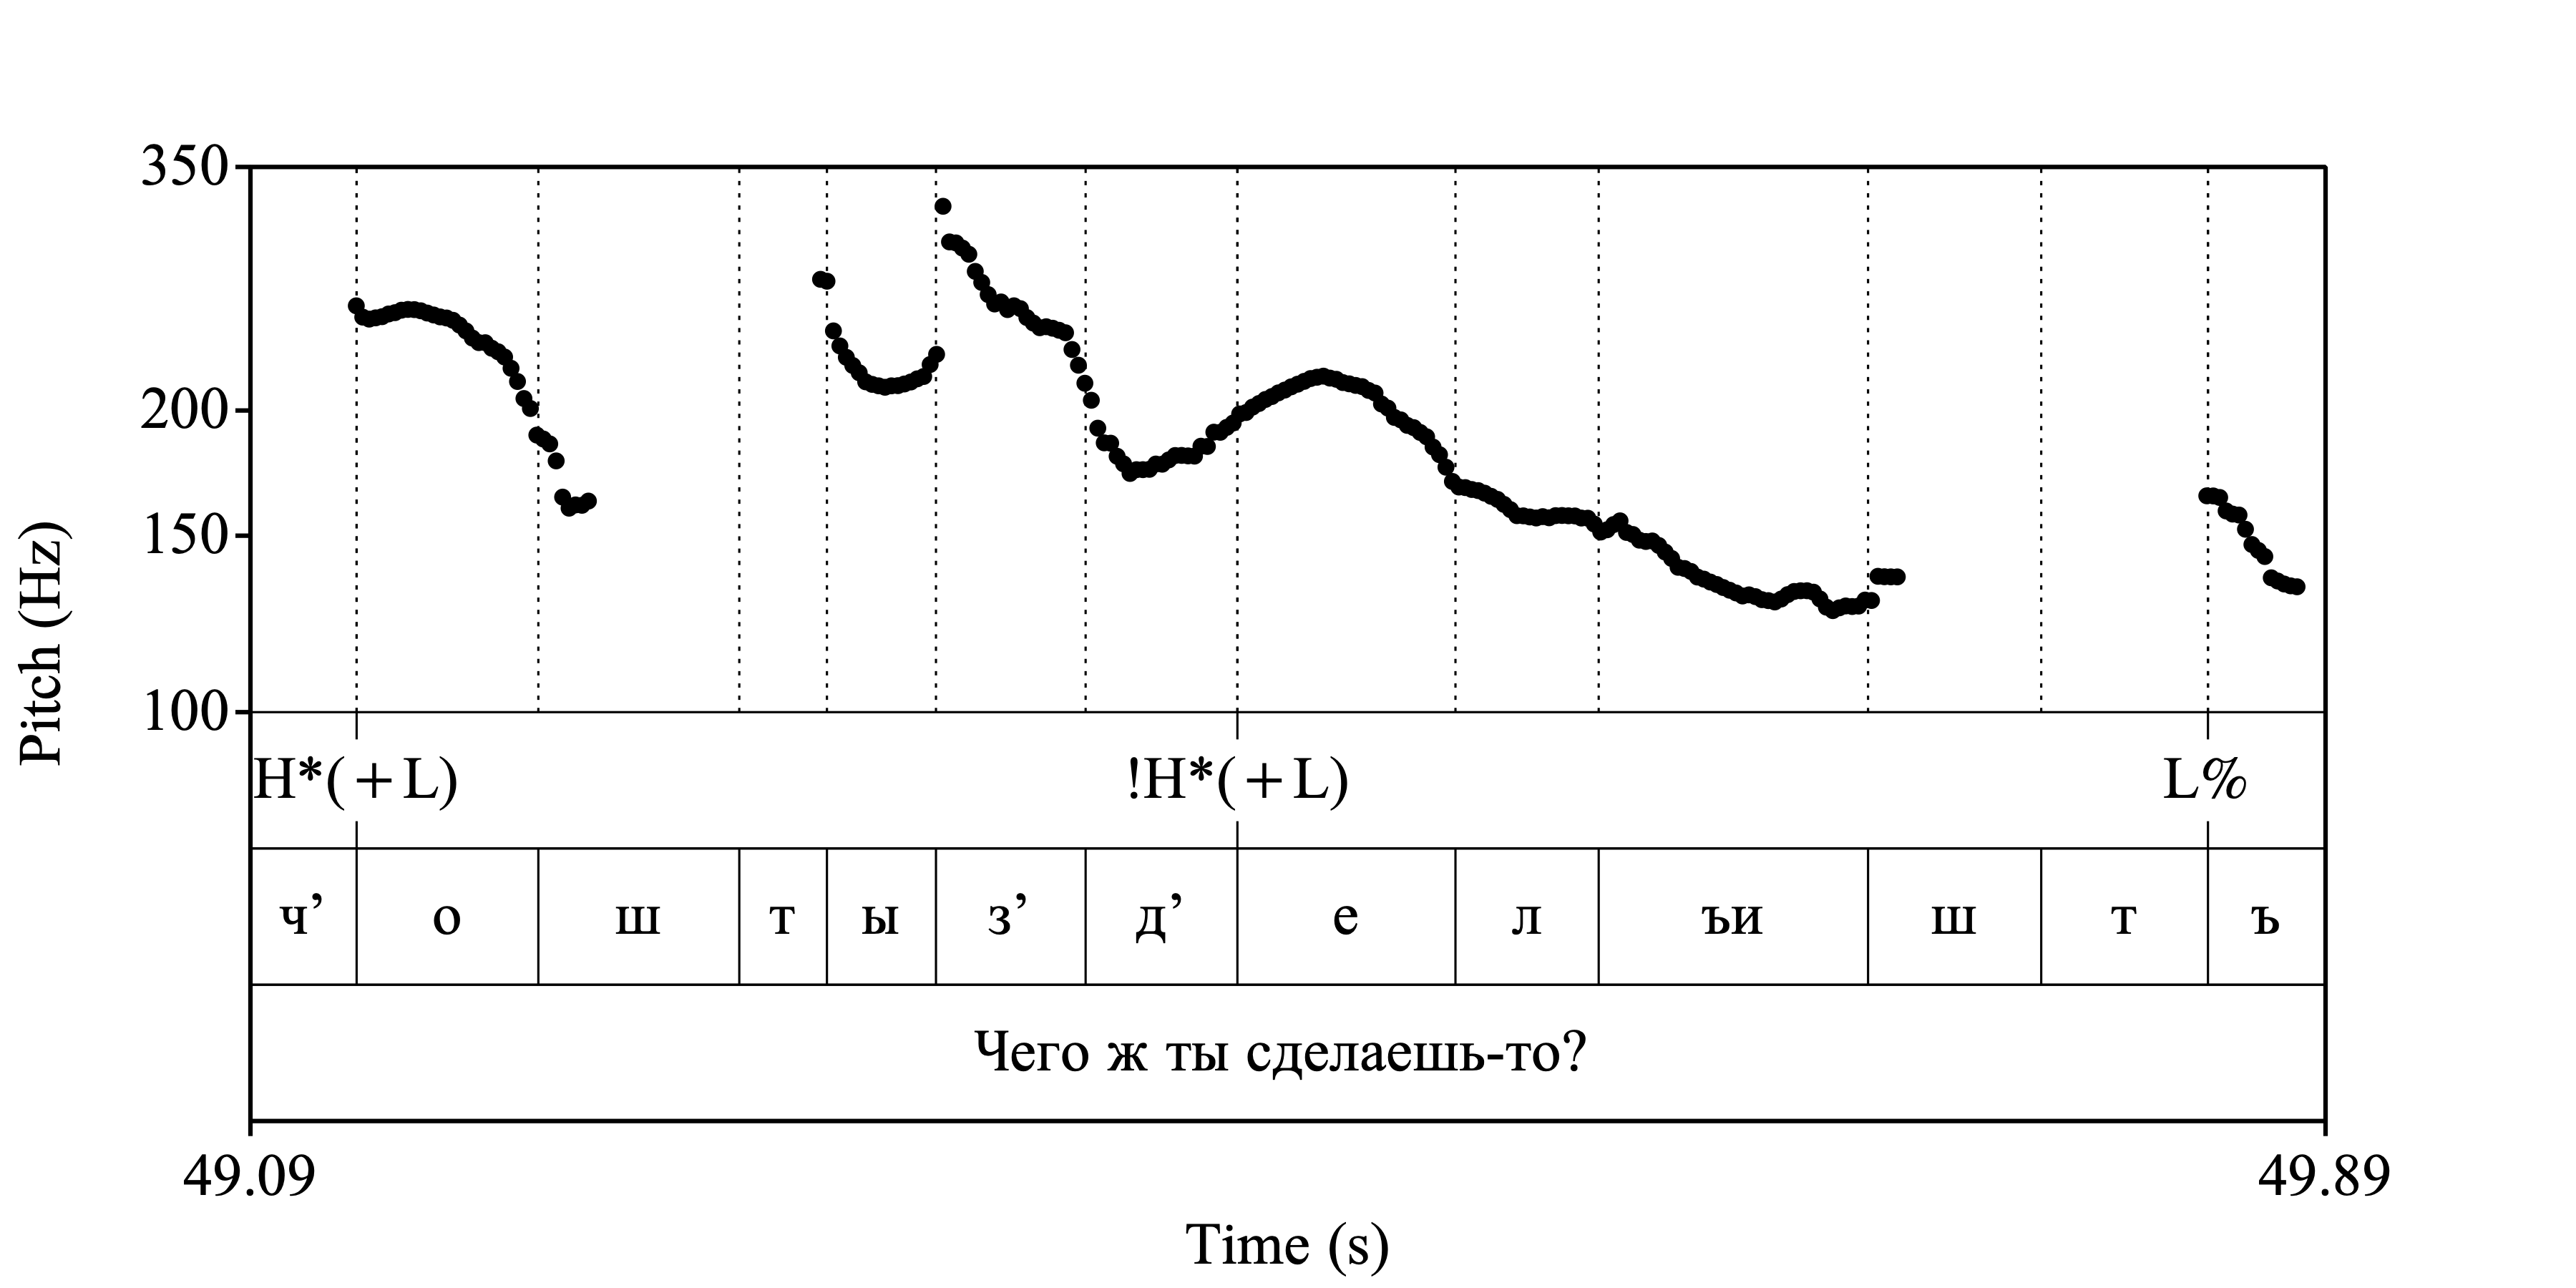 350
200
150
100
Pitch (Hz)
H*(+L) !H*(+L) L%
ч’ о ш т ы з’ д’ е л ъи ш т ъ
Чего ж ты сделаешь-то?
49.09 49.89
Time (s)